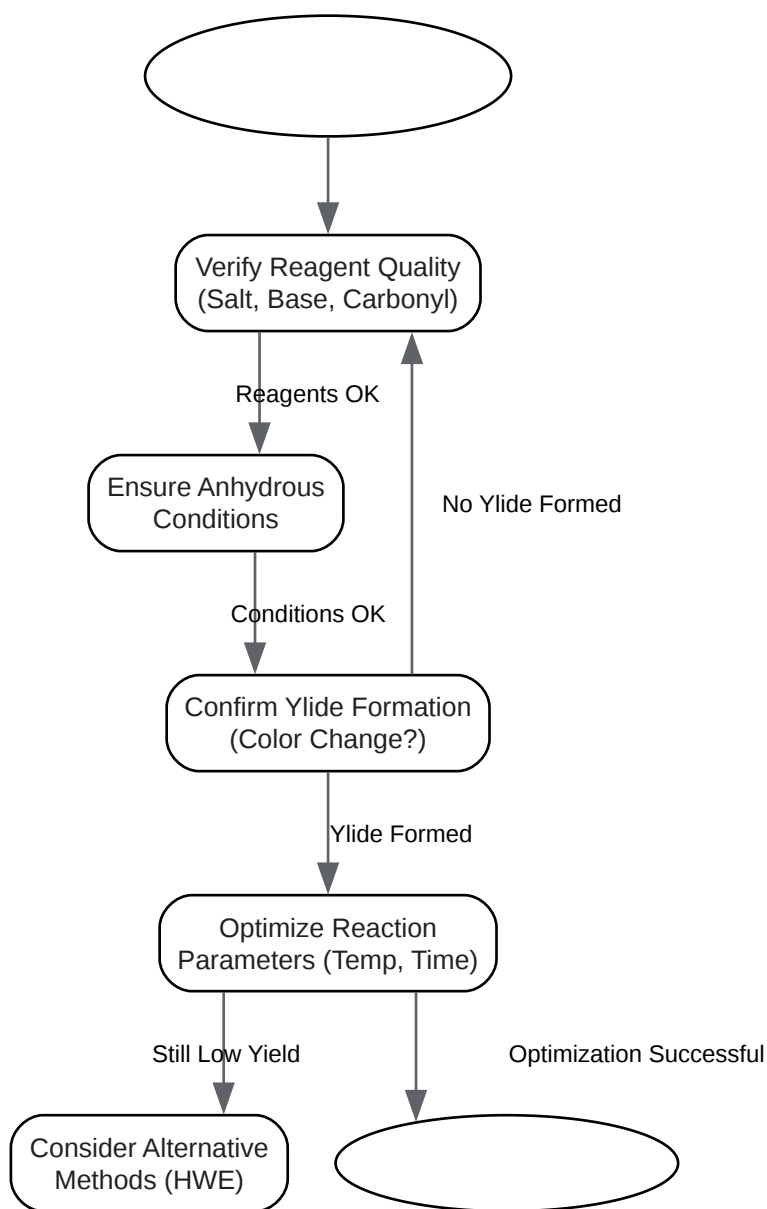 Verify Reagent Quality
(Salt, Base, Carbonyl)
Reagents OK
Ensure Anhydrous
Conditions
No Ylide Formed
Conditions OK
Confirm Ylide Formation
(Color Change?)
Ylide Formed
Optimize Reaction
Parameters (Temp, Time)
Still Low Yield
Optimization Successful
Consider Alternative
Methods (HWE)